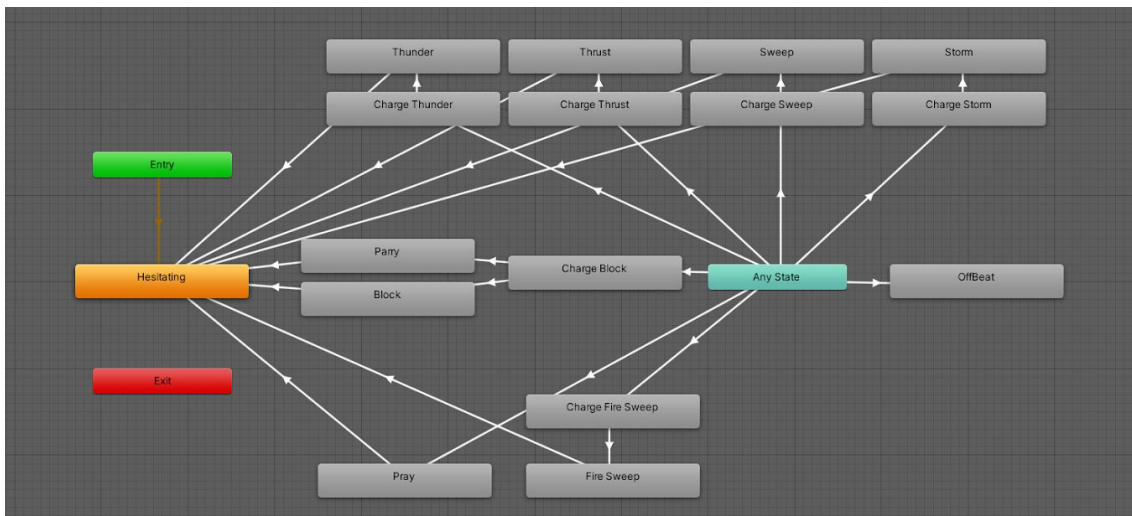 Thunder
Thrust
Sweep
Storm
Charge Thunder
Charge Thrust
Charge Sweep
Charge Storm
Entry
Parry
Charge Block
Hesitating
Any State
OffBeat
Block
Exit
Charge Fire Sweep
Pray
Fire Sweep